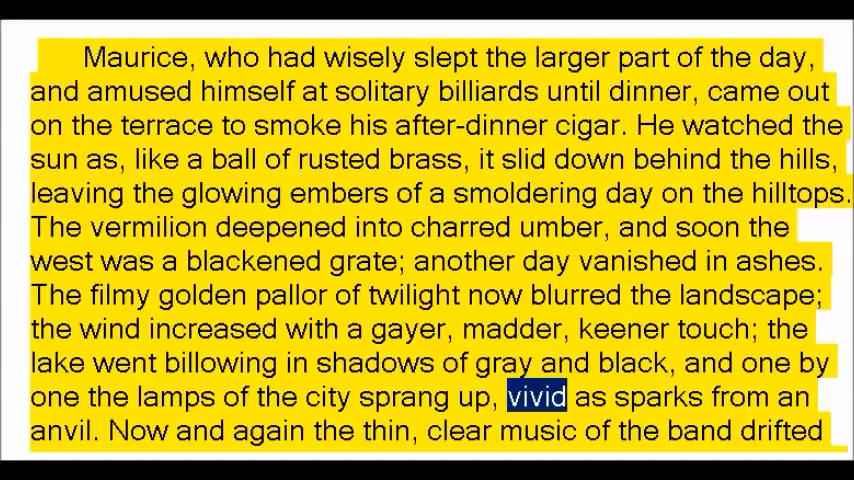 Maurice, who had wisely slept the larger part of the day,
and amused himself at solitary billiards until dinner, came out
on the terrace to smoke his after-dinner cigar. He watched the
sun as, like a ball of rusted brass, it slid down behind the hills,
leaving the glowing embers of a smoldering day on the hilltops.
The vermilion deepened into charred umber, and soon the
west was a blackened grate; another day vanished in ashes.
The filmy golden pallor of twilight now blurred the landscape;
the wind increased with a gayer, madder, keener touch; the
lake went billowing in shadows of gray and black, and one by
one the lamps of the city sprang up, vivid as sparks from an
anvil. Now and again the thin, clear music of the band drifted